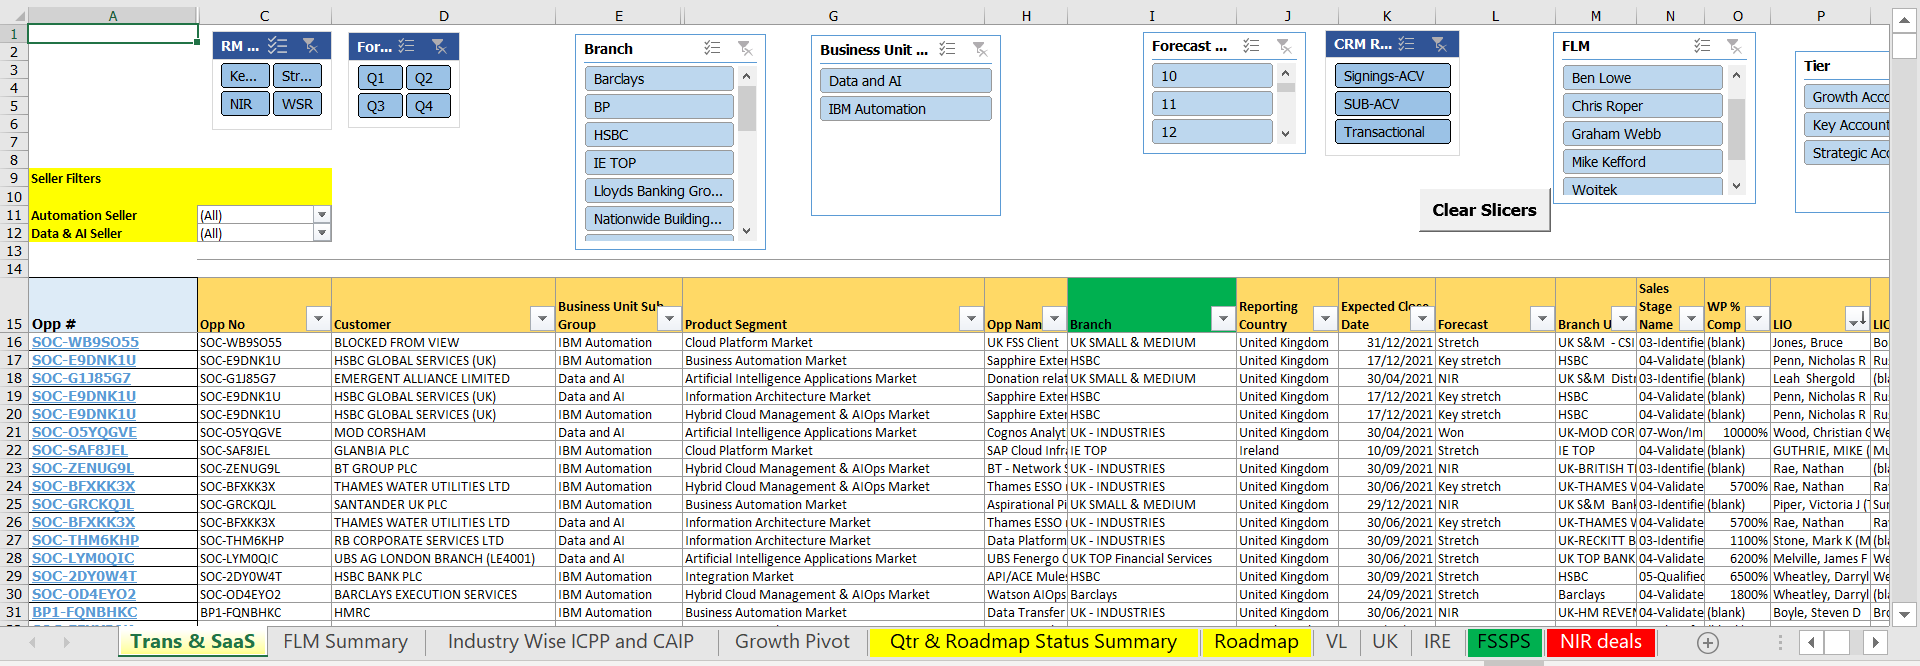 A C D E G H I J K L M N O P
1
RM ... For... Branch Business Unit ... Forecast ... CRM R... FLM Tier
2
3
4
5
6
7
8
9
10
11
12
13
14
15
Ke... Str...
NIR WSR
Q1 Q2
Q3 Q4
Barclays
BP
HSBC
IE TOP
Lloyds Banking Gro...
Nationwide Building...
Data and AI
IBM Automation
10
11
12
Signings-ACV
SUB-ACV
Transactional
Ben Lowe
Chris Roper
Graham Webb
Mike Kefford
Wojtek
Growth Acco
Key Account
Strategic Acc
Clear Slicers
Seller Filters
Automation Seller (All)
Data & AI Seller (All)
Opp # Opp No Customer Business Unit Sub Group Product Segment Opp Nam Branch Reporting Country Expected Close Date Forecast Branch U Sales Stage Name WP % Comp LIO LIC
16 SOC-WB9SO55 SOC-WB9SO55 BLOCKED FROM VIEW IBM Automation Cloud Platform Market UK FSS Client UK SMALL & MEDIUM United Kingdom 31/12/2021 Stretch UK S&M - CSI 03-Identifie (blank) Jones, Bruce Bo
17 SOC-E9DNK1U SOC-E9DNK1U HSBC GLOBAL SERVICES (UK) IBM Automation Business Automation Market Sapphire Exter HSBC United Kingdom 17/12/2021 Key stretch HSBC 04-Validate (blank) Penn, Nicholas R Ru
18 SOC-G1J85G7 SOC-G1J85G7 EMERGENT ALLIANCE LIMITED Data and AI Artificial Intelligence Applications Market Donation relat UK SMALL & MEDIUM United Kingdom 30/04/2021 NIR UK S&M Distr 03-Identifie (blank) Leah Shergold (bla
19 SOC-E9DNK1U SOC-E9DNK1U HSBC GLOBAL SERVICES (UK) Data and AI Information Architecture Market Sapphire Exter HSBC United Kingdom 17/12/2021 Key stretch HSBC 04-Validate (blank) Penn, Nicholas R Ru
20 SOC-E9DNK1U SOC-E9DNK1U HSBC GLOBAL SERVICES (UK) IBM Automation Hybrid Cloud Management & AIOps Market Sapphire Exter HSBC United Kingdom 17/12/2021 Key stretch HSBC 04-Validate (blank) Penn, Nicholas R Ru
21 SOC-O5YQGVE SOC-O5YQGVE MOD CORSHAM Data and AI Artificial Intelligence Applications Market Cognos Analyt UK - INDUSTRIES United Kingdom 30/04/2021 Won UK-MOD COR 07-Won/Im 10000% Wood, Christian G We
22 SOC-SAF8JEL SOC-SAF8JEL GLANBIA PLC IBM Automation Cloud Platform Market SAP Cloud Infra IE TOP Ireland 10/09/2021 Stretch IE TOP 04-Validate (blank) GUTHRIE, MIKE ( Mu
23 SOC-ZENUG9L SOC-ZENUG9L BT GROUP PLC IBM Automation Hybrid Cloud Management & AIOps Market BT - Network S UK - INDUSTRIES United Kingdom 30/09/2021 NIR UK-BRITISH T 03-Identifie (blank) Rae, Nathan (bla
24 SOC-BFXKK3X SOC-BFXKK3X THAMES WATER UTILITIES LTD IBM Automation Hybrid Cloud Management & AIOps Market Thames ESSO r UK - INDUSTRIES United Kingdom 30/06/2021 Key stretch UK-THAMES W 04-Validate 5700% Rae, Nathan Ra
25 SOC-GRCKQJL SOC-GRCKQJL SANTANDER UK PLC IBM Automation Business Automation Market Aspirational Pi UK SMALL & MEDIUM United Kingdom 29/12/2021 NIR UK S&M Bank 03-Identifie (blank) Piper, Victoria J (T Sur
26 SOC-BFXKK3X SOC-BFXKK3X THAMES WATER UTILITIES LTD Data and AI Information Architecture Market Thames ESSO r UK - INDUSTRIES United Kingdom 30/06/2021 Key stretch UK-THAMES W 04-Validate 5700% Rae, Nathan Ra
27 SOC-THM6KHP SOC-THM6KHP RB CORPORATE SERVICES LTD Data and AI Information Architecture Market Data Platform UK - INDUSTRIES United Kingdom 30/09/2021 Stretch UK-RECKITT B 03-Identifie 1100% Stone, Mark K (M (bla
28 SOC-LYM0QIC SOC-LYM0QIC UBS AG LONDON BRANCH (LE4001) Data and AI Artificial Intelligence Applications Market UBS Fenergo C UK TOP Financial Services United Kingdom 30/06/2021 Stretch UK TOP BANK 04-Validate 6200% Melville, James F We
29 SOC-2DY0W4T SOC-2DY0W4T HSBC BANK PLC IBM Automation Integration Market API/ACE Mules HSBC United Kingdom 30/09/2021 Stretch HSBC 05-Qualified 6500% Wheatley, Darryl We
30 SOC-OD4EYO2 SOC-OD4EYO2 BARCLAYS EXECUTION SERVICES IBM Automation Hybrid Cloud Management & AIOps Market Watson AIOps Barclays United Kingdom 24/09/2021 Stretch Barclays 04-Validate 1800% Wheatley, Darryl We
31 BP1-FQNBHKC BP1-FQNBHKC HMRC IBM Automation Business Automation Market Data Transfer UK - INDUSTRIES United Kingdom 30/06/2021 NIR UK-HM REVEN 04-Validate (blank) Boyle, Steven D Bro
Trans & SaaS FLM Summary Industry Wise ICPP and CAIP Growth Pivot Qtr & Roadmap Status Summary Roadmap VL UK IRE FSSPS NIR deals